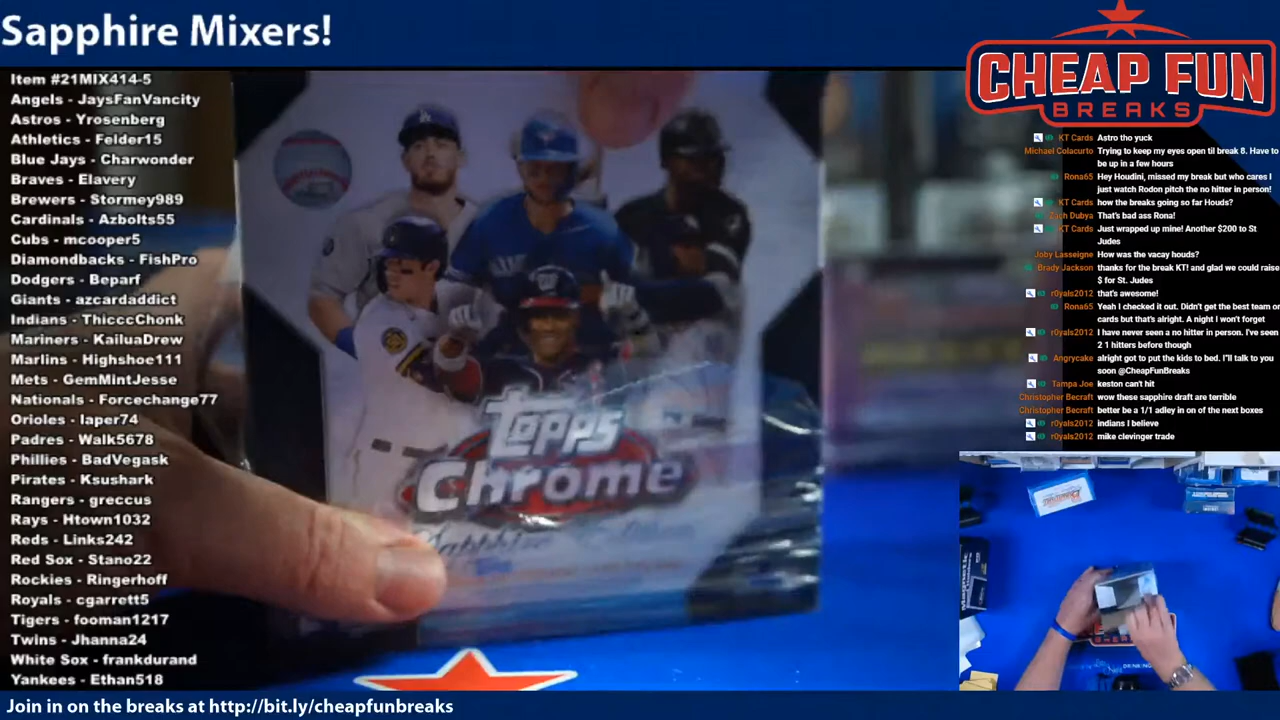 Sapphire Mixers!
Item #21MIX414-5
Angels - JaysFanVancity
Astros - Yrosenberg
Athletics - Felder15
Blue Jays - Charwonder
Braves - Elavery
Brewers - Stormey989
Cardinals - Azbolts55
Cubs - mcooper5
Diamondbacks - FishPro
Dodgers - Beparf
Giants - azcardaddict
Indians - ThicccChonk
Mariners - KailuaDrew
Marlins - Highshoe111
Mets - GemMintJesse
Nationals - Forcechange77
Orioles - laper74
Padres - Walk5678
Phillies - BadVegask
Pirates - Ksushark
Rangers - greccus
Rays - Htown1032
Reds - Links242
Red Sox - Stano22
Rockies - Ringerhoff
Royals - cgarrett5
Tigers - fooman1217
Twins - Jhanna24
White Sox - frankdurand
Yankees - Ethan518
Topps
Chrome
Sapphire
CHEAP FUN
BREAKS
KT Cards Astro tho yuck
Michael Colacurto Trying to keep my eyes open til break 8. Have to
be up in a few hours
Rona65 Hey Houdini, missed my break but who cares I
just watch Rodon pitch the no hitter in person!
KT Cards how the breaks going so far Houds?
Zach Dubya That's bad ass Rona!
KT Cards Just wrapped up mine! Another $200 to St
Judes
Joby Lasseigne How was the vacay houds?
Brady Jackson thanks for the break KT! and glad we could raise
$ for St. Judes
r0yals2012 that's awesome!
Rona65 Yeah I checked it out. Didn't get the best team or
cards but that's alright. A night I won't forget
r0yals2012 I have never seen a no hitter in person. I've seen
2 1 hitters before though
Angrycake alright got to put the kids to bed. I'll talk to you
soon @CheapFunBreaks
Tampa Joe keston can't hit
Christopher Becraft wow these sapphire draft are terrible
Christopher Becraft better be a 1/1 adley in on of the next boxes
r0yals2012 indians I believe
r0yals2012 mike clevinger trade
Magnetic
Join in on the breaks at http://bit.ly/cheapfunbreaks